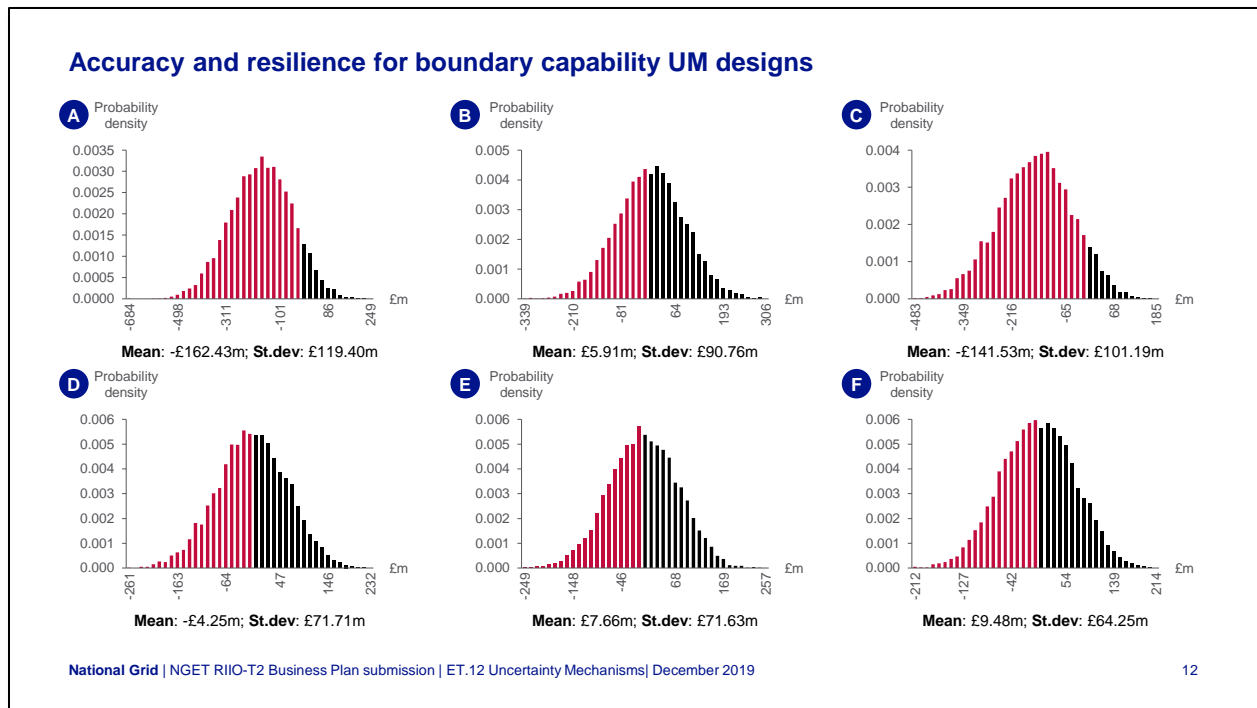 Accuracy and resilience for boundary capability UM designs
A
Probability
density
0.0035
0.0030
0.0025
0.0020
0.0015
0.0010
0.0005
0.0000
-684
-498
-311
-101
86
249
£m
Mean: -£162.43m; St.dev: £119.40m
B
Probability
density
0.005
0.004
0.003
0.002
0.001
0.000
-339
-210
-81
64
193
306
£m
Mean: £5.91m; St.dev: £90.76m
C
Probability
density
0.004
0.003
0.002
0.001
0.000
-483
-349
-216
-65
68
185
£m
Mean: -£141.53m; St.dev: £101.19m
D
Probability
density
0.006
0.005
0.004
0.003
0.002
0.001
0.000
-261
-163
-64
47
146
232
£m
Mean: -£4.25m; St.dev: £71.71m
E
Probability
density
0.006
0.005
0.004
0.003
0.002
0.001
0.000
-249
-148
-46
68
169
257
£m
Mean: £7.66m; St.dev: £71.63m
F
Probability
density
0.006
0.005
0.004
0.003
0.002
0.001
0.000
-212
-127
-42
54
139
214
£m
Mean: £9.48m; St.dev: £64.25m
National Grid | NGET RIIO-T2 Business Plan submission | ET.12 Uncertainty Mechanisms| December 2019
12